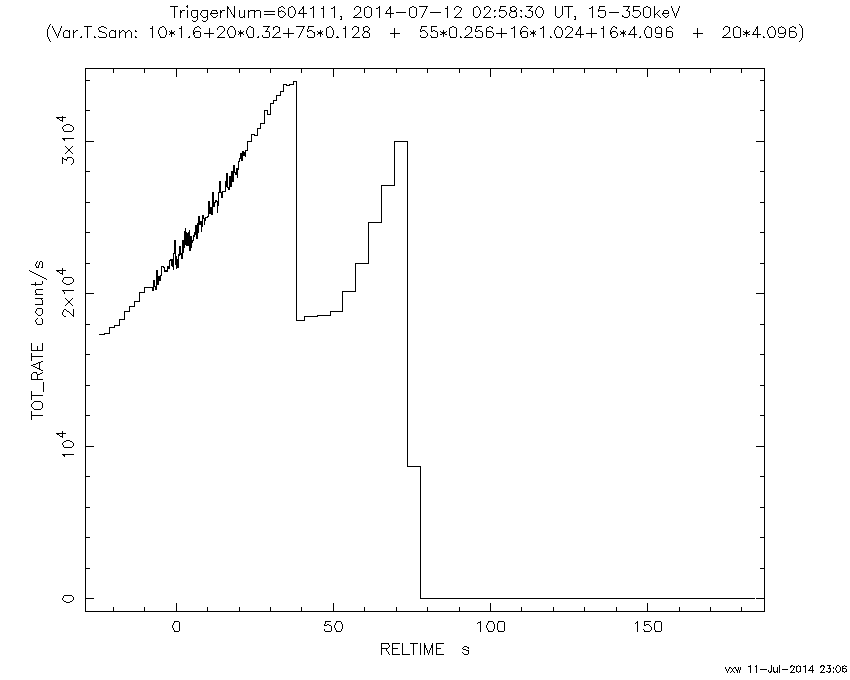 TriggerNum=604111, 2014-07-12 02:58:30 UT, 15-350keV
(Var.T.Sam: 10*1.6+20*0.32+75*0.128 + 55*0.256+16*1.024+16*4.096 + 20*4.096)
3×10⁴
2×10⁴
10⁴
0
TOT_RATE count/s
0 50 100 150
RELTIME s
vxw 11-Jul-2014 23:06